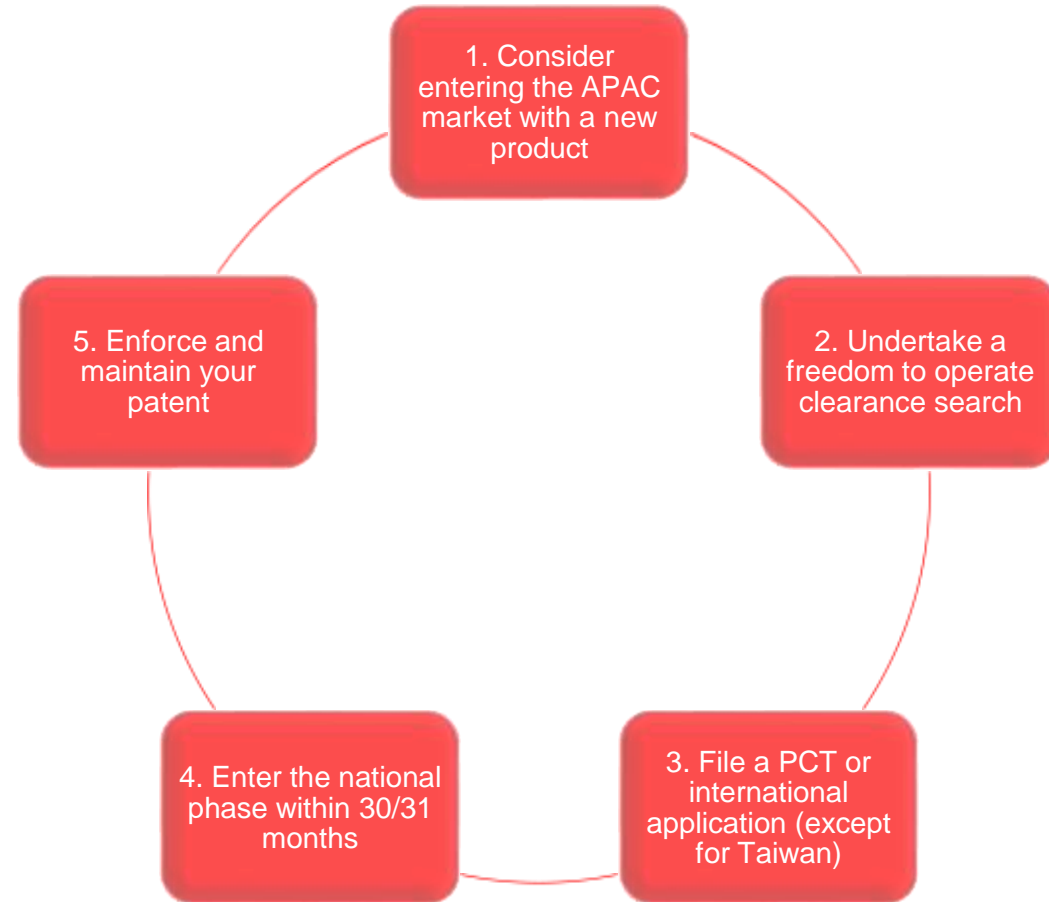 1. Consider
entering the APAC
market with a new
product
2. Undertake a
freedom to operate
clearance search
3. File a PCT or
international
application (except
for Taiwan)
4. Enter the national
phase within 30/31
months
5. Enforce and
maintain your
patent